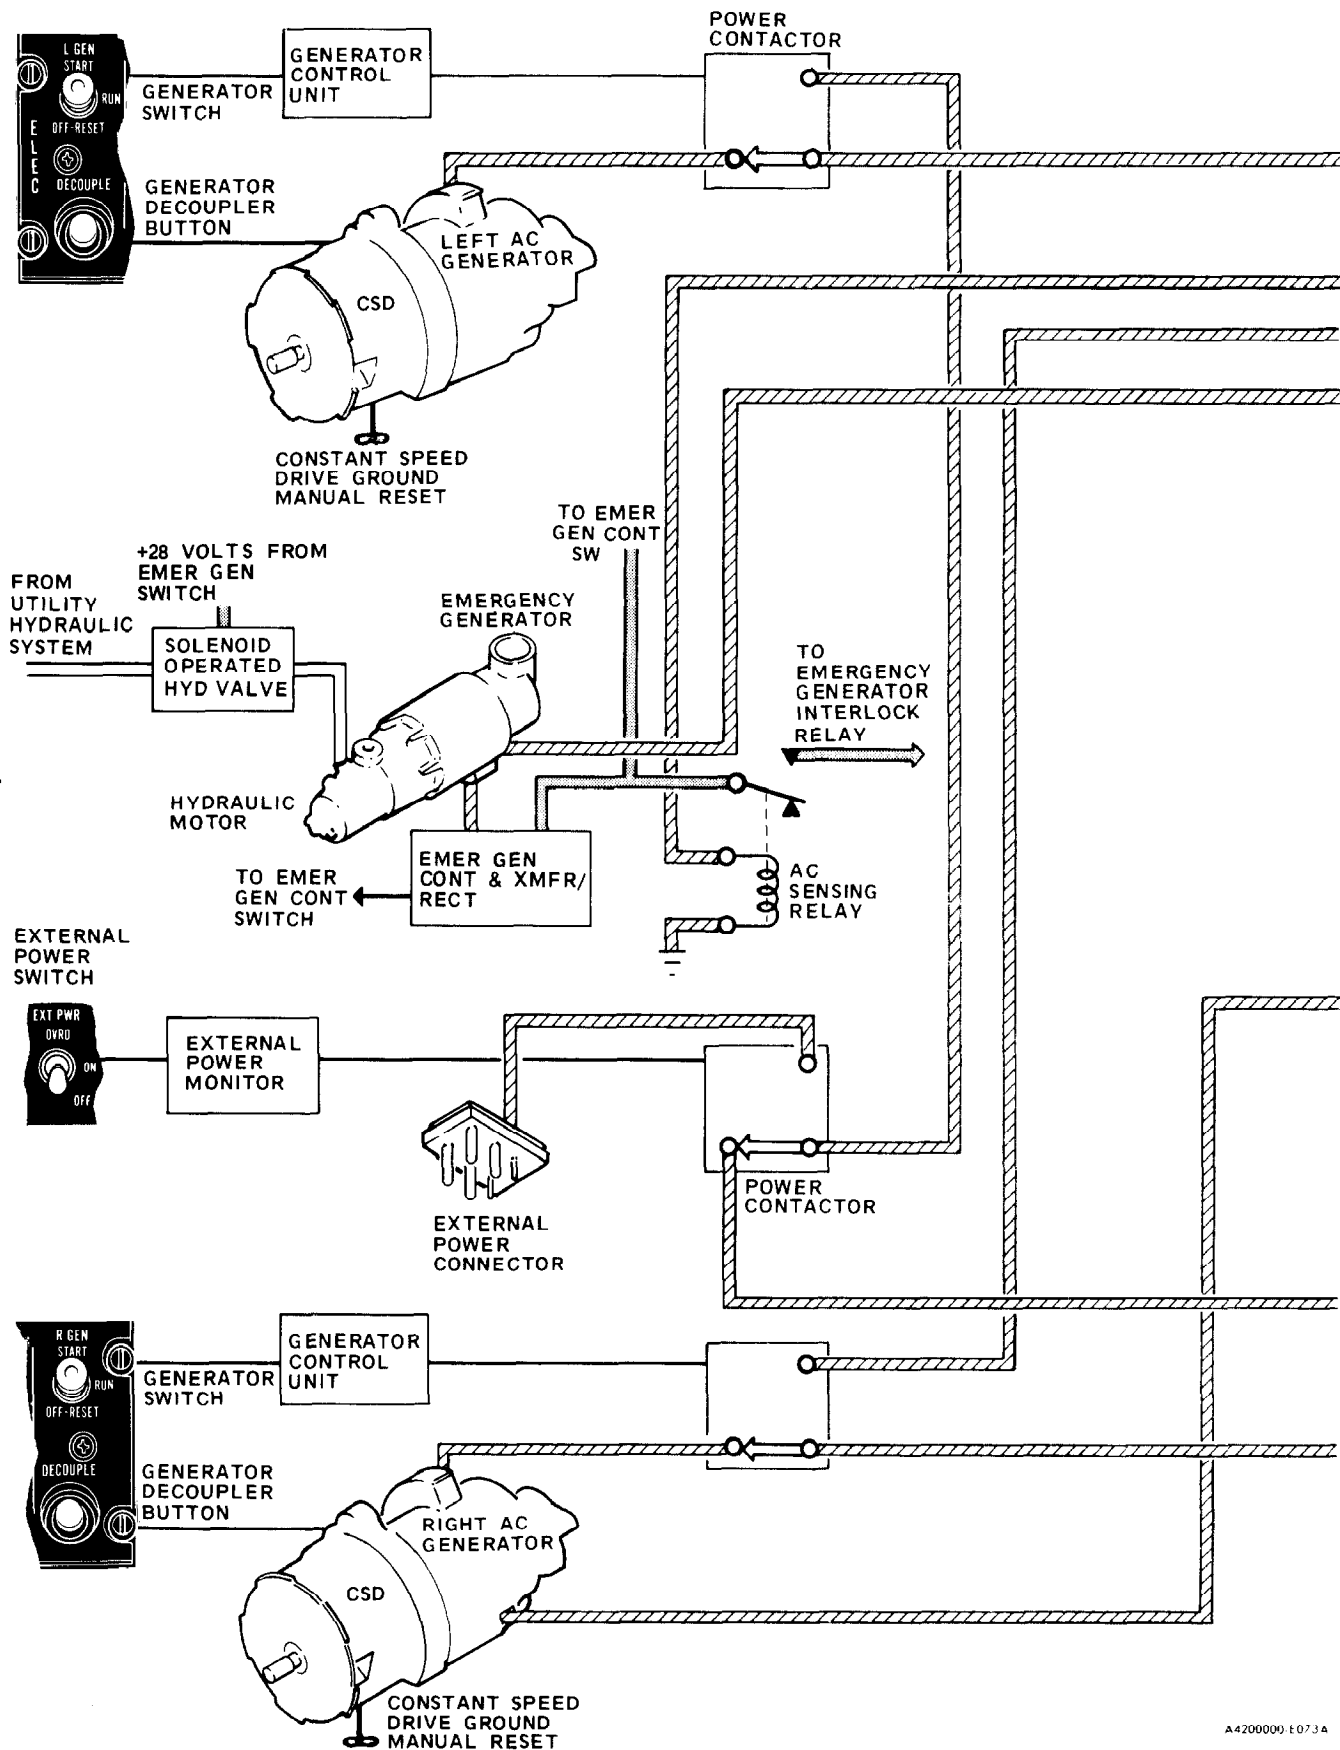 POWER
CONTACTOR
L GEN
START
RUN
OFF-RESET
ELEC
DECOUPLE
GENERATOR
SWITCH
GENERATOR
CONTROL
UNIT
GENERATOR
DECOUPLER
BUTTON
LEFT AC
GENERATOR
CSD
CONSTANT SPEED
DRIVE GROUND
MANUAL RESET
TO EMER
GEN CONT
SW
+28 VOLTS FROM
EMER GEN
SWITCH
FROM
UTILITY
HYDRAULIC
SYSTEM
SOLENOID
OPERATED
HYD VALVE
EMERGENCY
GENERATOR
TO
EMERGENCY
GENERATOR
INTERLOCK
RELAY
HYDRAULIC
MOTOR
EMER GEN
CONT & XMFR/
RECT
TO EMER
GEN CONT
SWITCH
AC
SENSING
RELAY
EXTERNAL
POWER
SWITCH
EXT PWR
OVRD
ON
OFF
EXTERNAL
POWER
MONITOR
EXTERNAL
POWER
CONNECTOR
POWER
CONTACTOR
R GEN
START
RUN
OFF-RESET
DECOUPLE
GENERATOR
SWITCH
GENERATOR
CONTROL
UNIT
GENERATOR
DECOUPLER
BUTTON
RIGHT AC
GENERATOR
CSD
CONSTANT SPEED
DRIVE GROUND
MANUAL RESET
A4200000-E073A